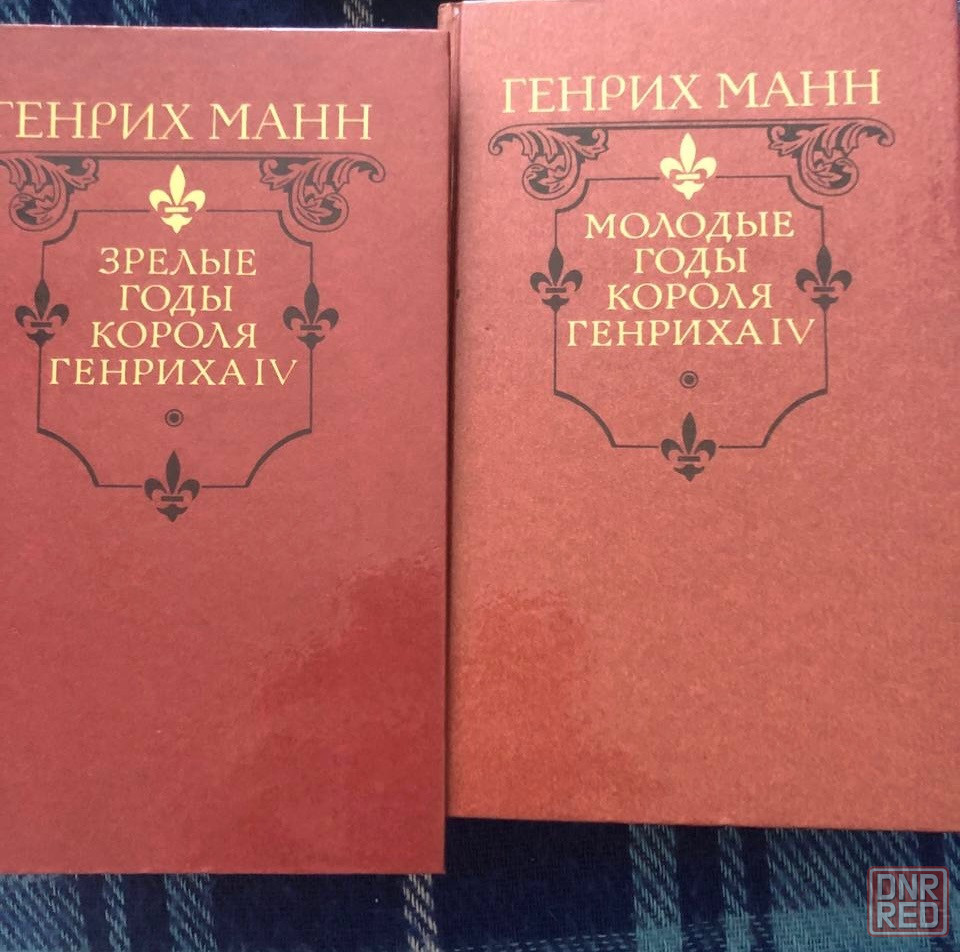 ГЕНРИХ МАНН
ЗРЕЛЫЕ
ГОДЫ
КОРОЛЯ
ГЕНРИХА IV
ГЕНРИХ МАНН
МОЛОДЫЕ
ГОДЫ
КОРОЛЯ
ГЕНРИХА IV
DNR
RED